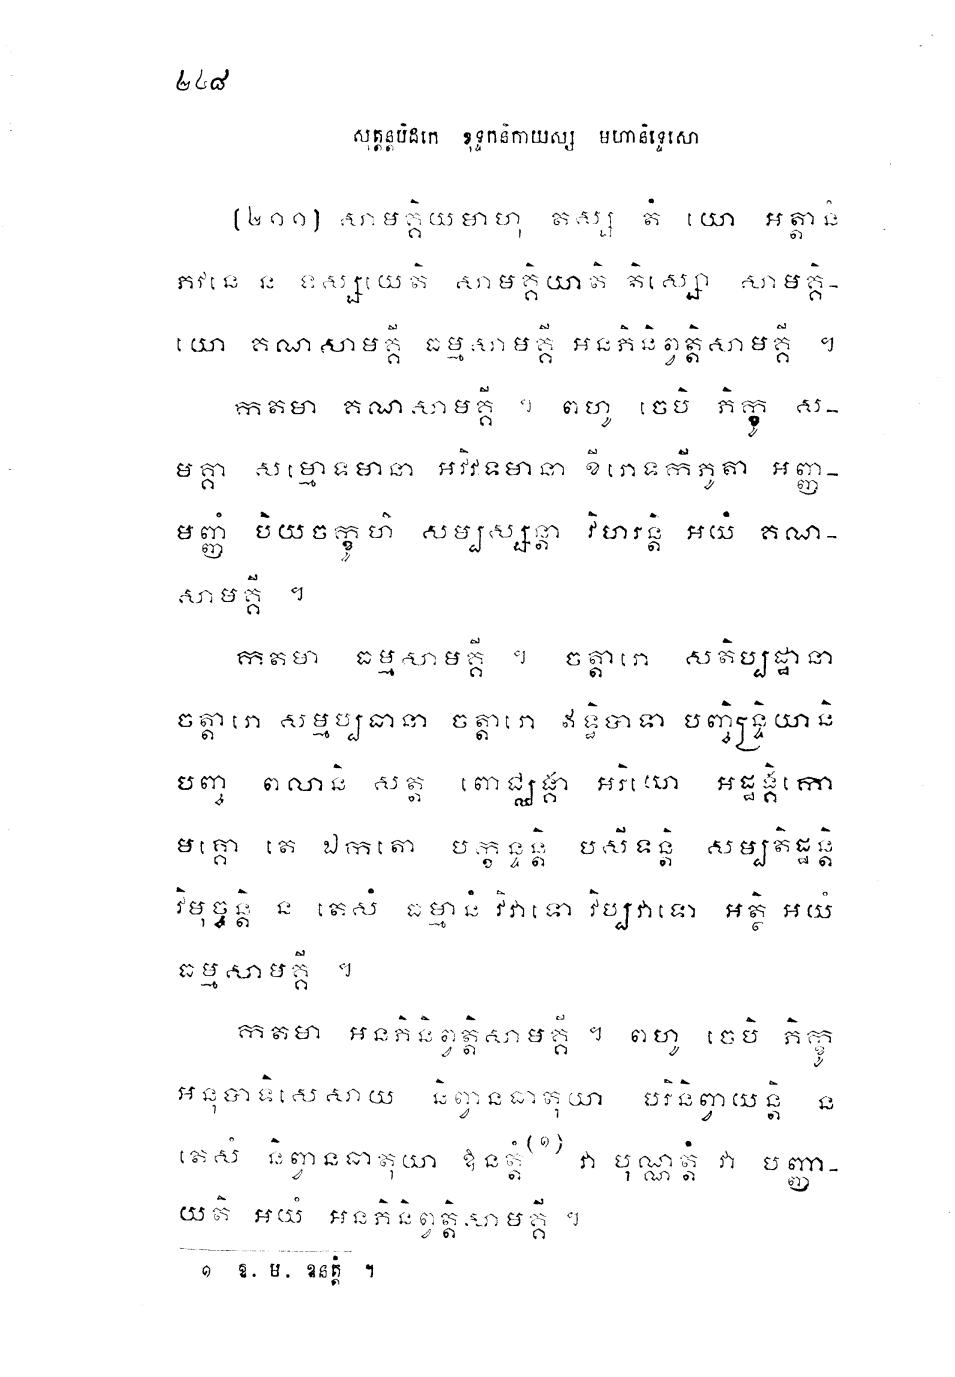 ២៤៨
សុត្តន្តបិដកេ ខុទ្ទកនិកាយស្ស មហានិទ្ទេសោ
(២០១) សាមគ្គិយមាហុ តស្ស តំ យោ អត្តានំ
ភវនេ ន ទស្សយេតិ សាមគ្គិយាតិ តិស្សោ សាមគ្គិ-
យោ គណសាមគ្គី ធម្មសាមគ្គី អនភិនិព្វត្តិសាមគ្គី ។
កតមា គណសាមគ្គី ។ ពហូ ចេបិ ភិក្ខូ ស-
មគ្គា សម្មោទមានា អវិវទមានា ខីរោទកីភូតា អញ្ញ-
មញ្ញំ បិយចក្ខូហិ សម្បស្សន្តា វិហរន្តិ អយំ គណ-
សាមគ្គី ។
កតមា ធម្មសាមគ្គី ។ ចត្តារោ សតិប្បដ្ឋានា
ចត្តារោ សម្មប្បធានា ចត្តារោ ឥទ្ធិបាទា បញ្ចិន្ទ្រិយានិ
បញ្ច ពលានិ សត្ត ពោជ្ឈង្គា អរិយោ អដ្ឋង្គិកោ
មគ្គោ តេ ឯកតោ បក្ខន្ទន្តិ បសីទន្តិ សម្បតិដ្ឋន្តិ
វិមុច្ចន្តិ ន តេសំ ធម្មានំ វិវាទោ វិប្បវាទោ អត្ថិ អយំ
ធម្មសាមគ្គី ។
កតមា អនភិនិព្វត្តិសាមគ្គី ។ ពហូ ចេបិ ភិក្ខូ
អនុបាទិសេសាយ និព្វានធាតុយា បរិនិព្វាយន្តិ ន
តេសំ និព្វានធាតុយា ឱនត្តំ(១) វា បុណ្ណត្តំ វា បញ្ញា-
យតិ អយំ អនភិនិព្វត្តិសាមគ្គី ។
១ ឱ. ម. ឩនត្តំ ។